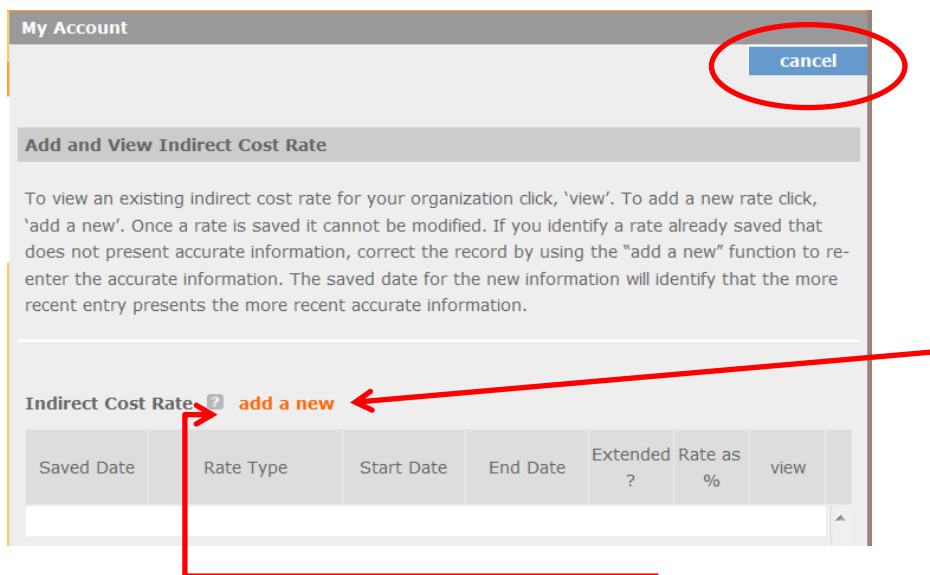 My Account
cancel
Add and View Indirect Cost Rate
To view an existing indirect cost rate for your organization click, ‘view’. To add a new rate click,
‘add a new’. Once a rate is saved it cannot be modified. If you identify a rate already saved that
does not present accurate information, correct the record by using the “add a new” function to re-
enter the accurate information. The saved date for the new information will identify that the more
recent entry presents the more recent accurate information.
Indirect Cost Rate ? add a new
Saved Date Rate Type Start Date End Date Extended ? Rate as % view